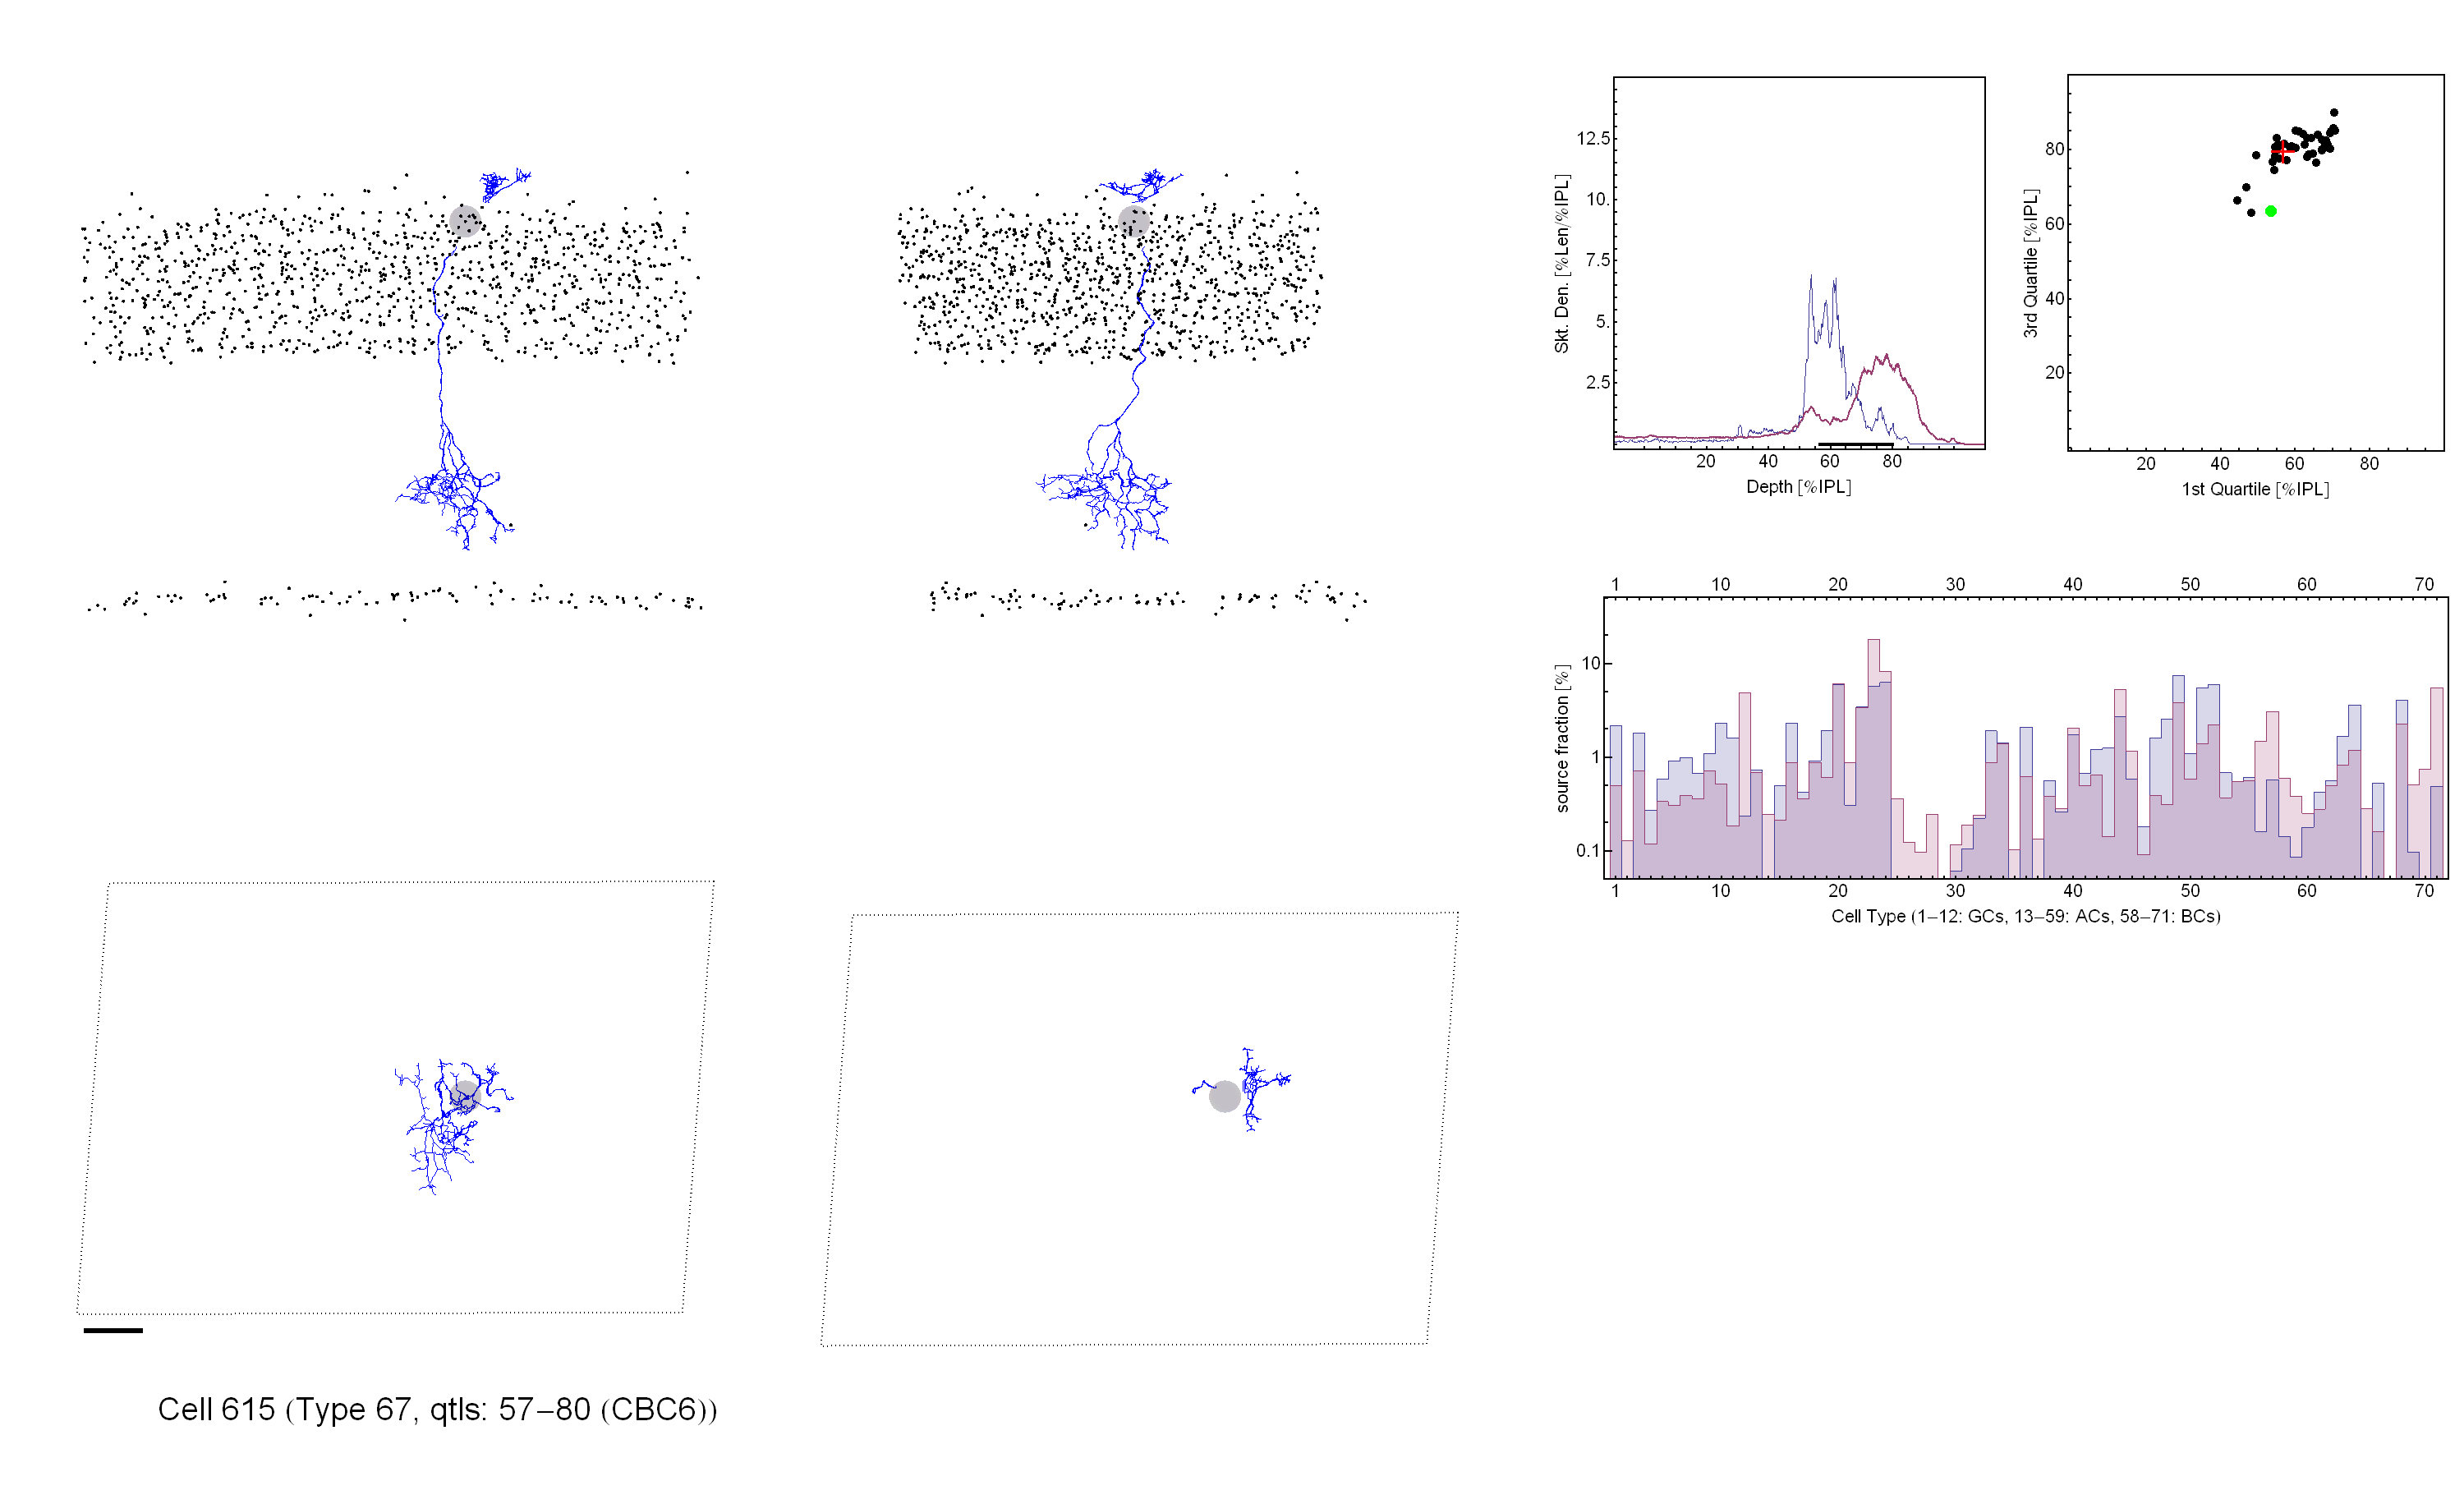 12.5
10.
7.5
5.
2.5
Skt. Den. [%Len/%IPL]
20 40 60 80
Depth [%IPL]
80
60
40
20
3rd Quartile [%IPL]
20 40 60 80
1st Quartile [%IPL]
1 10 20 30 40 50 60 70
10
1
0.1
source fraction [%]
1 10 20 30 40 50 60 70
Cell Type (1–12: GCs, 13–59: ACs, 58–71: BCs)
Cell 615 (Type 67, qtls: 57–80 (CBC6))